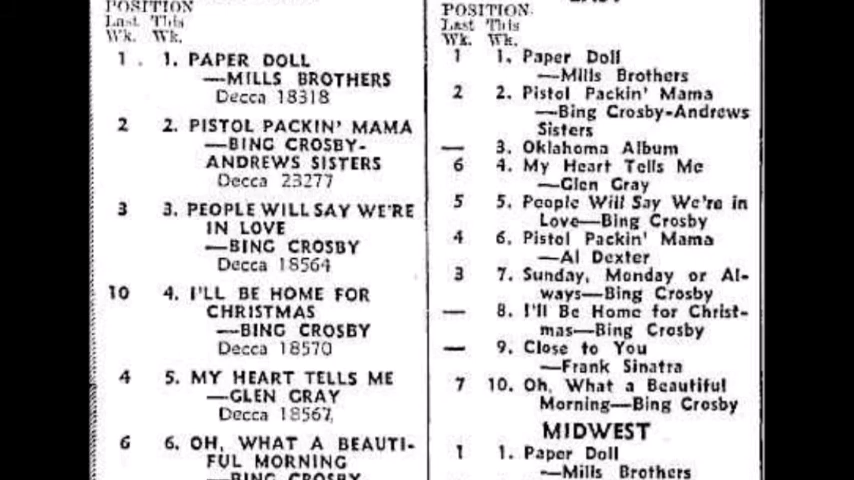 POSITION
Last This
Wk. Wk.
1 1. PAPER DOLL
—MILLS BROTHERS
Decca 18318
2 2. PISTOL PACKIN' MAMA
—BING CROSBY-
ANDREWS SISTERS
Decca 23277
3 3. PEOPLE WILL SAY WE'RE
IN LOVE
—BING CROSBY
Decca 18564
10 4. I'LL BE HOME FOR
CHRISTMAS
—BING CROSBY
Decca 18570
4 5. MY HEART TELLS ME
—GLEN GRAY
Decca 18567
6 6. OH, WHAT A BEAUTI-
FUL MORNING
—BING CROSBY
EAST
POSITION
Last This
Wk. Wk.
1 1. Paper Doll
—Mills Brothers
2 2. Pistol Packin' Mama
—Bing Crosby-Andrews
Sisters
— 3. Oklahoma Album
6 4. My Heart Tells Me
—Glen Gray
5 5. People Will Say We're in
Love—Bing Crosby
4 6. Pistol Packin' Mama
—Al Dexter
3 7. Sunday, Monday or Al-
ways—Bing Crosby
— 8. I'll Be Home for Christ-
mas—Bing Crosby
— 9. Close to You
—Frank Sinatra
7 10. Oh, What a Beautiful
Morning—Bing Crosby
MIDWEST
1 1. Paper Doll
—Mills Brothers